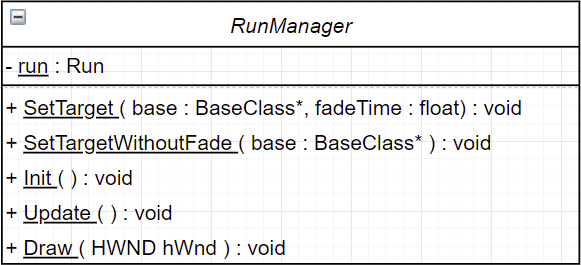 RunManager
- run : Run
+ SetTarget ( base : BaseClass*, fadeTime : float) : void
+ SetTargetWithoutFade ( base : BaseClass* ) : void
+ Init ( ) : void
+ Update ( ) : void
+ Draw ( HWND hWnd ) : void